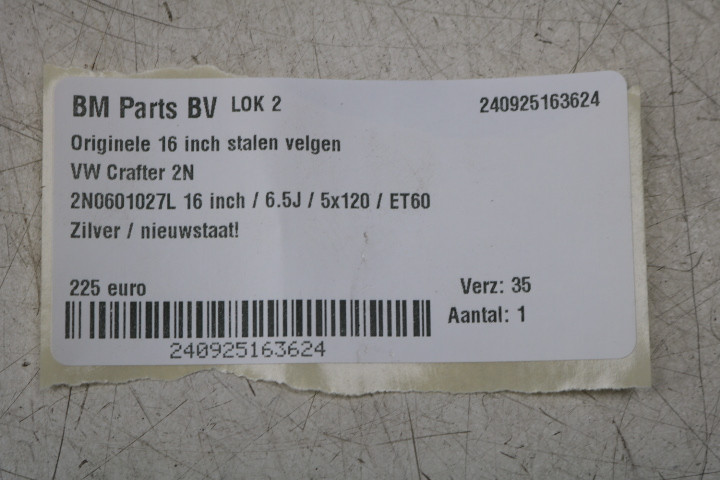 BM Parts BV LOK 2 240925163624
Originele 16 inch stalen velgen
VW Crafter 2N
2N0601027L 16 inch / 6.5J / 5x120 / ET60
Zilver / nieuwstaat!
225 euro Verz: 35
Aantal: 1
240925163624